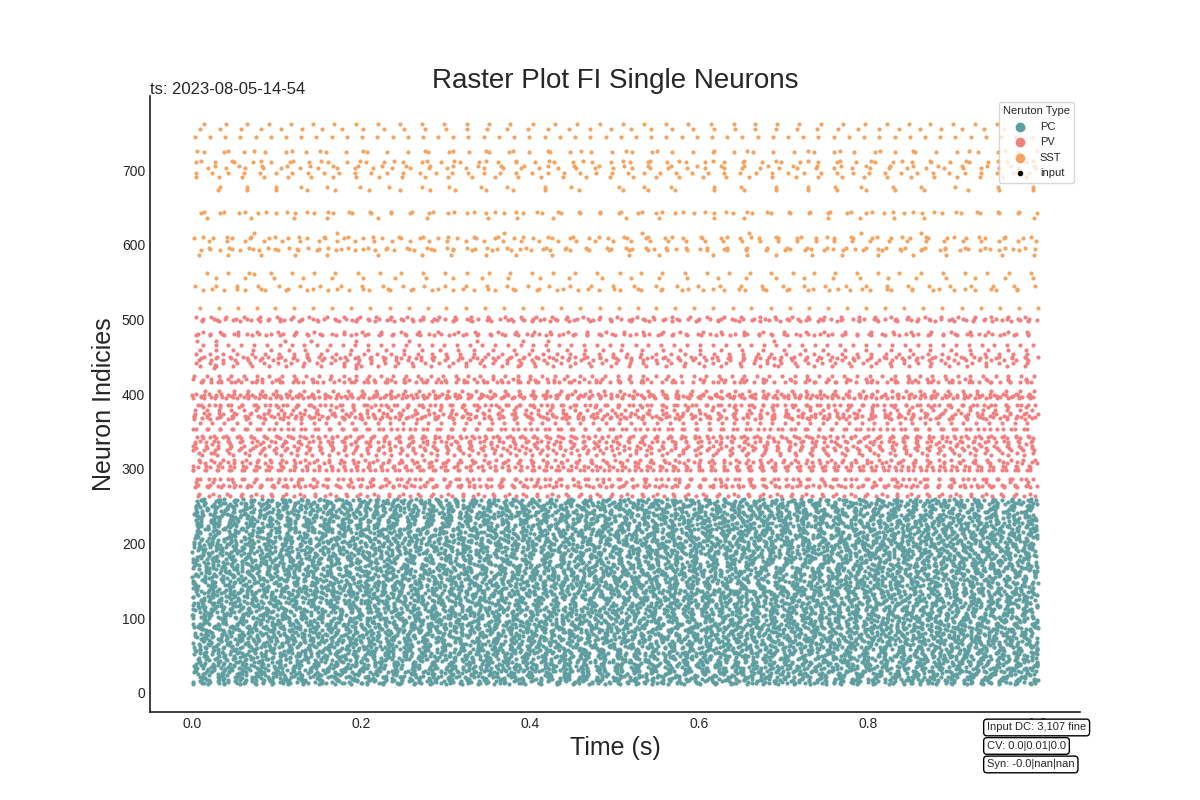 Raster Plot FI Single Neurons
ts: 2023-08-05-14-54
Neruton Type
PC
PV
SST
input
Neuron Indicies
700
600
500
400
300
200
100
0
0.0
0.2
0.4
0.6
0.8
Time (s)
Input DC: 3,107 fine
CV: 0.0|0.01|0.0
Syn: -0.0|nan|nan